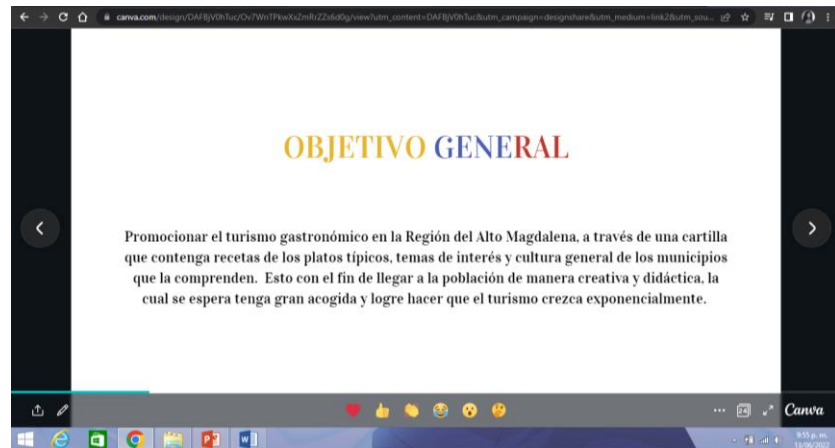 OBJETIVO GENERAL
Promocionar el turismo gastronómico en la Región del Alto Magdalena, a través de una cartilla
que contenga recetas de los platos típicos, temas de interés y cultura general de los municipios
que la comprenden. Esto con el fin de llegar a la población de manera creativa y didáctica, la
cual se espera tenga gran acogida y logre hacer que el turismo crezca exponencialmente.
24
Canva
9:55 p. m.